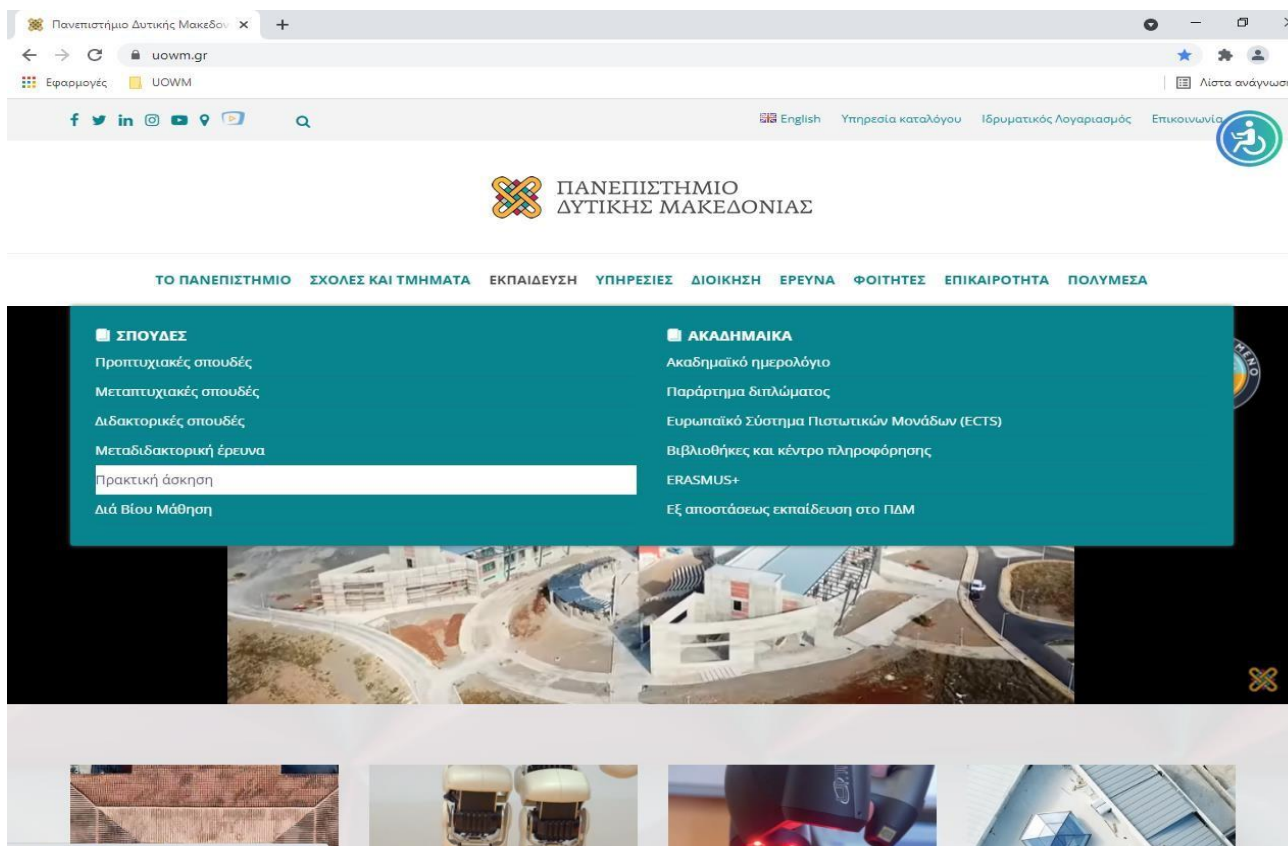 Πανεπιστήμιο Δυτικής Μακεδον
uowm.gr
Εφαρμογές UOWM Λίστα ανάγνωση
English Υπηρεσία καταλόγου Ιδρυματικός Λογαριασμός Επικοινωνία
ΠΑΝΕΠΙΣΤΗΜΙΟ
ΔΥΤΙΚΗΣ ΜΑΚΕΔΟΝΙΑΣ
ΤΟ ΠΑΝΕΠΙΣΤΗΜΙΟ ΣΧΟΛΕΣ ΚΑΙ ΤΜΗΜΑΤΑ ΕΚΠΑΙΔΕΥΣΗ ΥΠΗΡΕΣΙΕΣ ΔΙΟΙΚΗΣΗ ΕΡΕΥΝΑ ΦΟΙΤΗΤΕΣ ΕΠΙΚΑΙΡΟΤΗΤΑ ΠΟΛΥΜΕΣΑ
ΣΠΟΥΔΕΣ
Προπτυχιακές σπουδές
Μεταπτυχιακές σπουδές
Διδακτορικές σπουδές
Μεταδιδακτορική έρευνα
Πρακτική άσκηση
Διά Βίου Μάθηση
ΑΚΑΔΗΜΑΙΚΑ
Ακαδημαϊκό ημερολόγιο
Παράρτημα διπλώματος
Ευρωπαϊκό Σύστημα Πιστωτικών Μονάδων (ECTS)
Βιβλιοθήκες και κέντρο πληροφόρησης
ERASMUS+
Εξ αποστάσεως εκπαίδευση στο ΠΔΜ